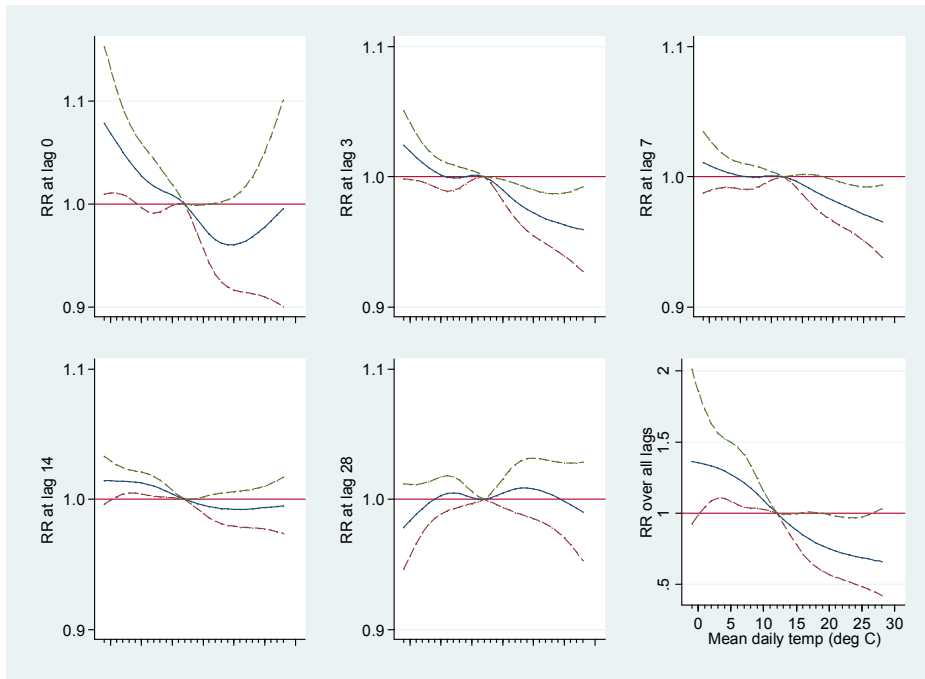 RR at lag 0
1.1
1.0
0.9
RR at lag 3
1.1
1.0
0.9
RR at lag 7
1.1
1.0
0.9
RR at lag 14
1.1
1.0
0.9
RR at lag 28
1.1
1.0
0.9
RR over all lags
2
1.5
1
.5
0 5 10 15 20 25 30
Mean daily temp (deg C)